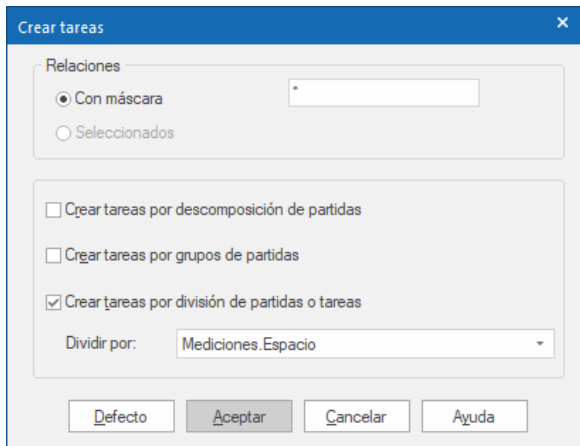 Crear tareas
Relaciones
Con máscara
*
Seleccionados
Crear tareas por descomposición de partidas
Crear tareas por grupos de partidas
Crear tareas por división de partidas o tareas
Dividir por: Mediciones.Espacio
Defecto Aceptar Cancelar Ayuda